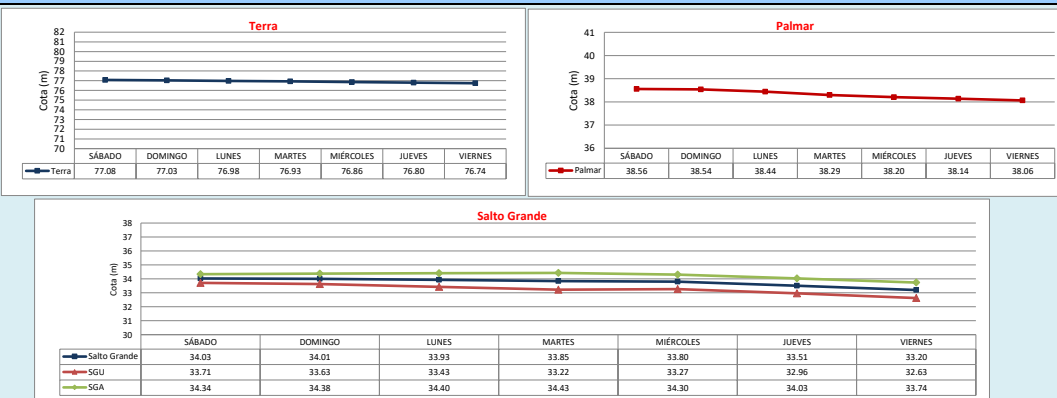 Terra
82
81
80
79
78
77
76
75
74
73
72
71
70
Cota (m)
SÁBADO DOMINGO LUNES MARTES MIÉRCOLES JUEVES VIERNES
Terra 77.08 77.03 76.98 76.93 76.86 76.80 76.74
Palmar
41
40
39
38
37
36
Cota (m)
SÁBADO DOMINGO LUNES MARTES MIÉRCOLES JUEVES VIERNES
Palmar 38.56 38.54 38.44 38.29 38.20 38.14 38.06
Salto Grande
38
37
36
35
34
33
32
31
30
Cota (m)
SÁBADO DOMINGO LUNES MARTES MIÉRCOLES JUEVES VIERNES
Salto Grande 34.03 34.01 33.93 33.85 33.80 33.51 33.20
SGU 33.71 33.63 33.43 33.22 33.27 32.96 32.63
SGA 34.34 34.38 34.40 34.43 34.30 34.03 33.74